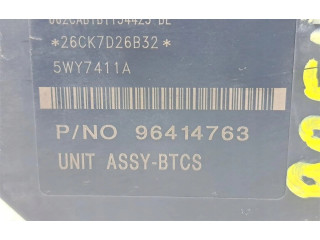 *26CK7D26B32*
5WY7411A
P/NO 96414763
UNIT ASSY-BTCS